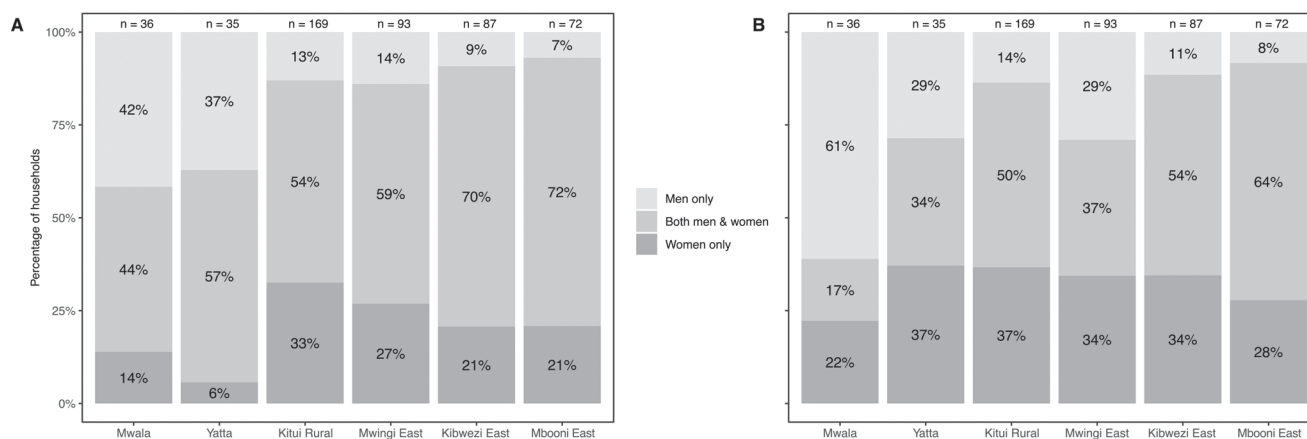 A
n = 36 n = 35 n = 169 n = 93 n = 87 n = 72
Percentage of households
100%
75%
50%
25%
0%
42% 37% 13% 14% 9% 7%
44% 57% 54% 59% 70% 72%
14% 6% 33% 27% 21% 21%
Mwala Yatta Kitui Rural Mwingi East Kibwezi East Mbooni East
Men only
Both men & women
Women only
B
n = 36 n = 35 n = 169 n = 93 n = 87 n = 72
61% 29% 14% 29% 11% 8%
17% 34% 50% 37% 54% 64%
22% 37% 37% 34% 34% 28%
Mwala Yatta Kitui Rural Mwingi East Kibwezi East Mbooni East